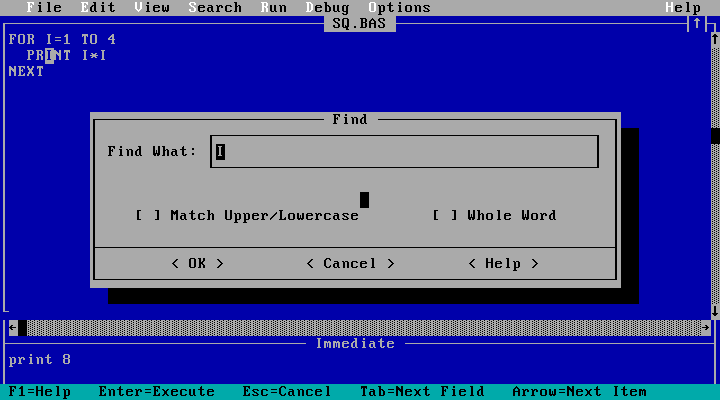 File Edit View Search Run Debug Options Help
SQ.BAS
FOR I=1 TO 4
PRINT I*I
NEXT
Find
Find What: I
[ ] Match Upper/Lowercase [ ] Whole Word
< OK > < Cancel > < Help >
Immediate
print 8
F1=Help Enter=Execute Esc=Cancel Tab=Next Field Arrow=Next Item